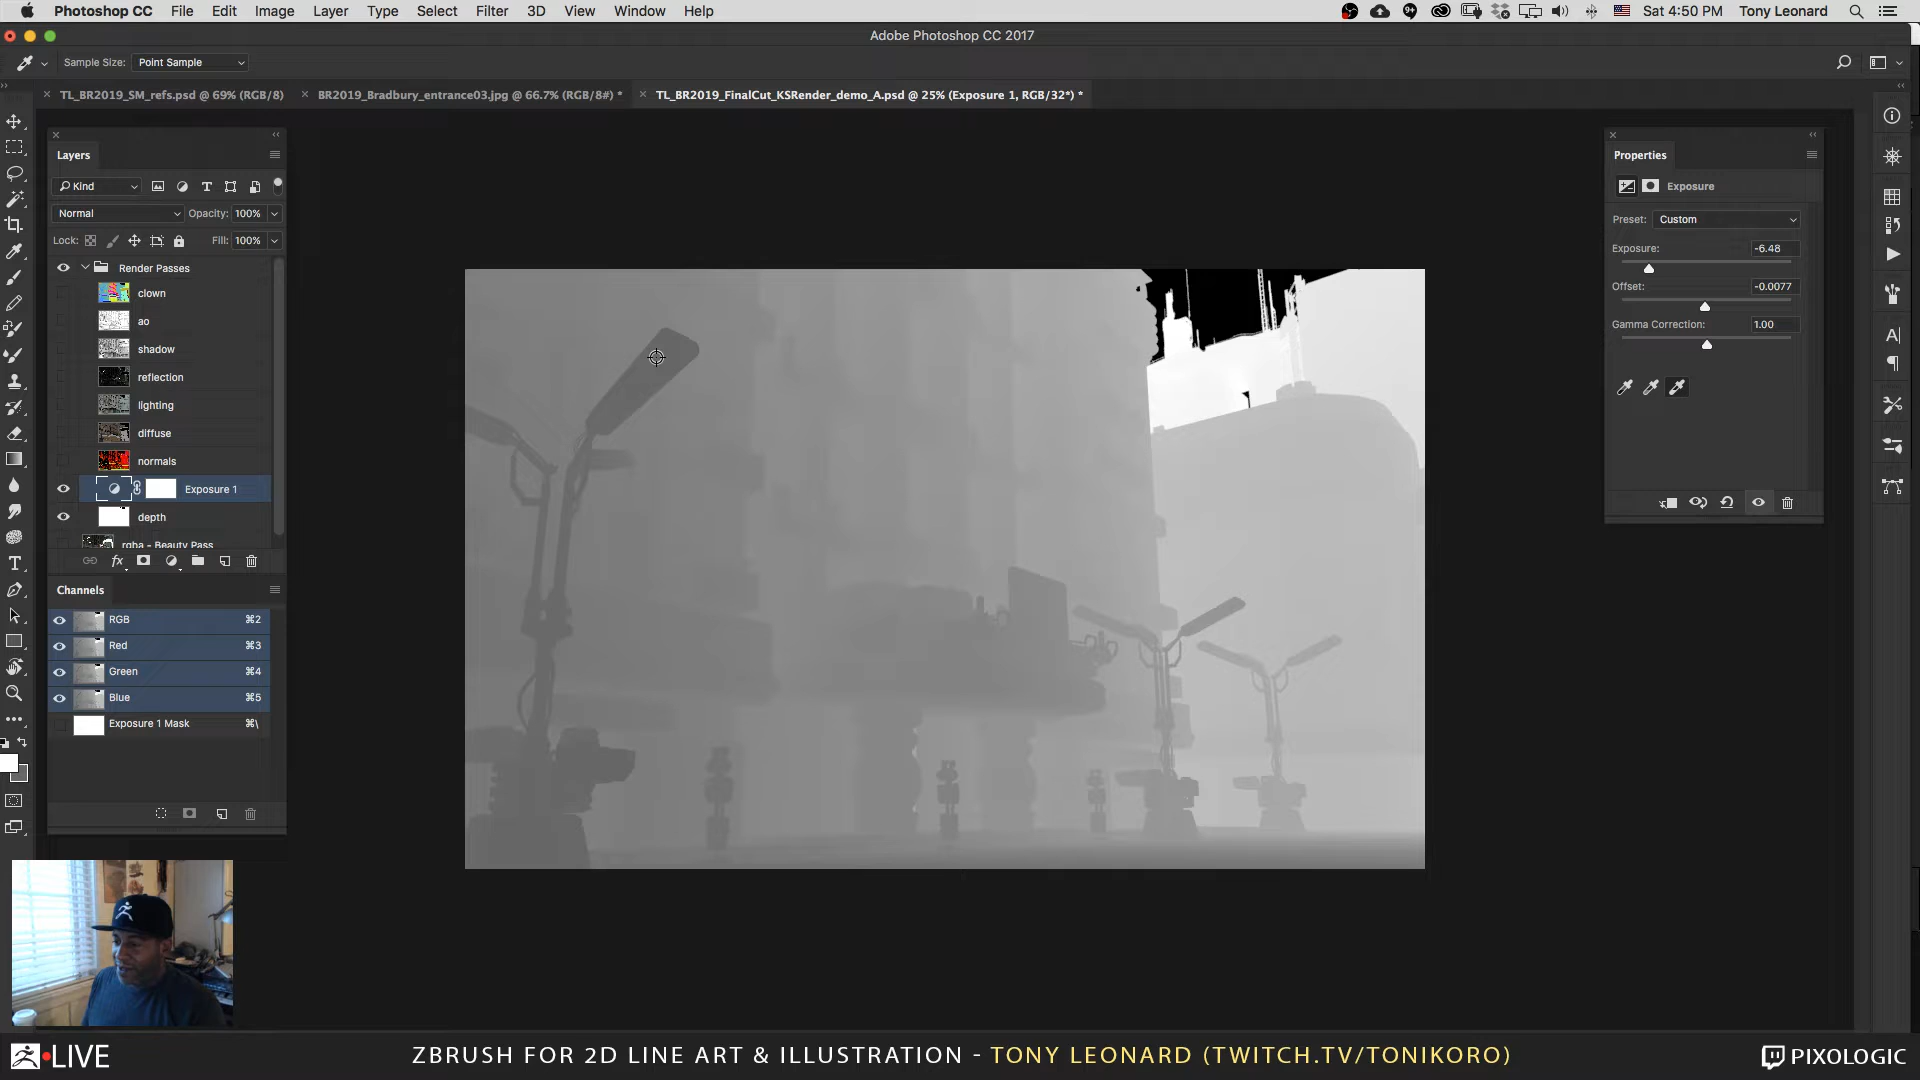 Photoshop CC File Edit Image Layer Type Select Filter 3D View Window Help Sat 4:50 PM Tony Leonard
Adobe Photoshop CC 2017
Sample Size: Point Sample
TL_BR2019_SM_refs.psd @ 69% (RGB/8) BR2019_Bradbury_entrance03.jpg @ 66.7% (RGB/8#) * TL_BR2019_FinalCut_KSRender_demo_A.psd @ 25% (Exposure 1, RGB/32*) *
Layers
Kind
Normal Opacity: 100%
Lock: Fill: 100%
Render Passes
clown
ao
shadow
reflection
lighting
diffuse
normals
Exposure 1
depth
rgba - Beauty Pass
Channels
RGB ⌘2
Red ⌘3
Green ⌘4
Blue ⌘5
Exposure 1 Mask ⌘\
Properties
Exposure
Preset: Custom
Exposure: -6.48
Offset: -0.0077
Gamma Correction: 1.00
LIVE ZBRUSH FOR 2D LINE ART & ILLUSTRATION - TONY LEONARD (TWITCH.TV/TONIKORO) PIXOLOGIC